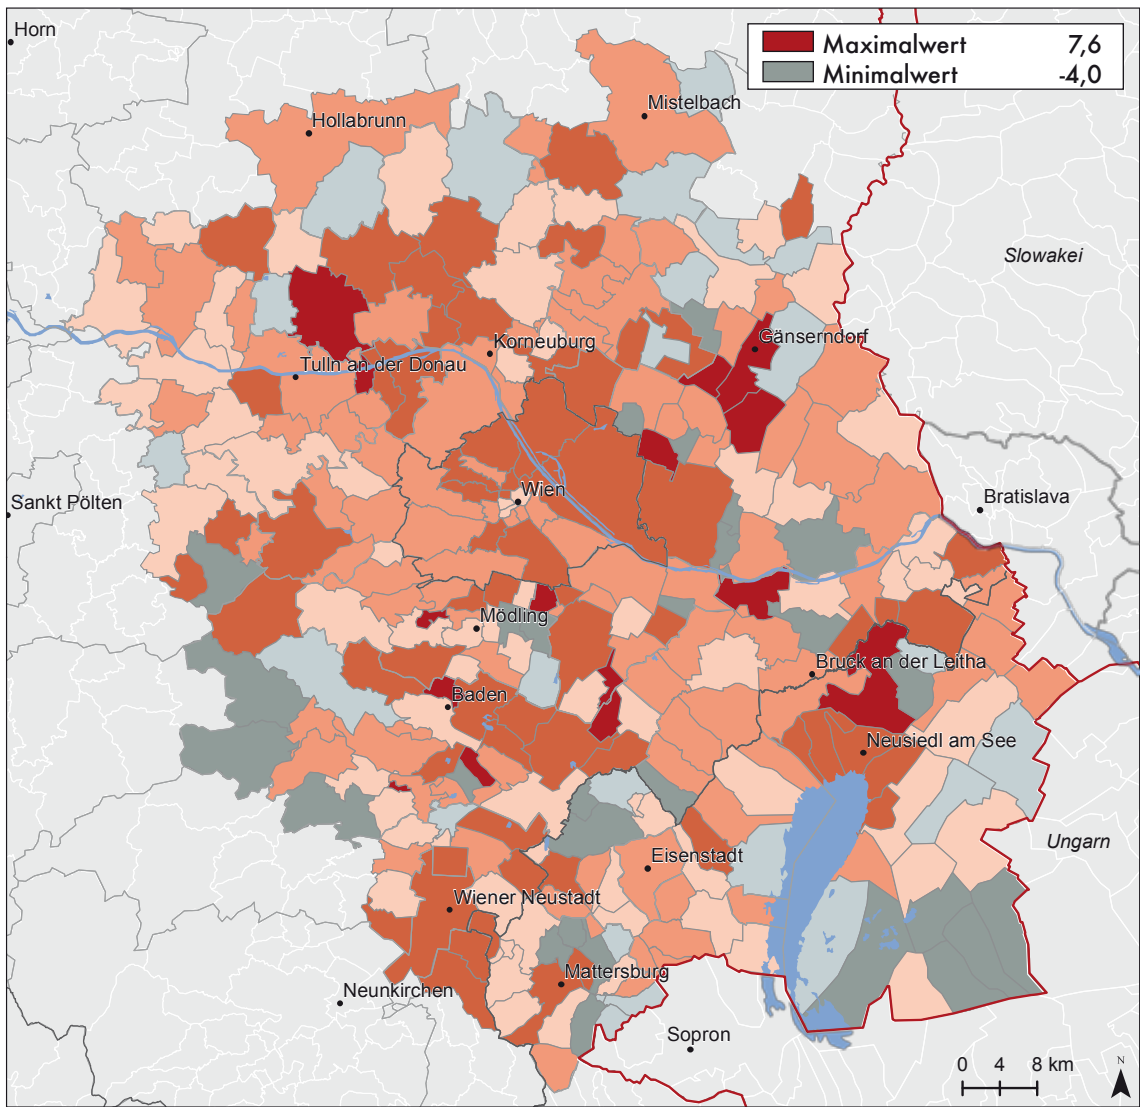 Horn
Maximalwert 7,6
Minimalwert -4,0
Mistelbach
Hollabrunn
Slowakei
Gänserndorf
Korneuburg
Tulln an der Donau
Wien
Bratislava
Sankt Pölten
Mödling
Bruck an der Leitha
Baden
Neusiedl am See
Ungarn
Eisenstadt
Wiener Neustadt
Mattersburg
Neunkirchen
Sopron
0 4 8 km
N